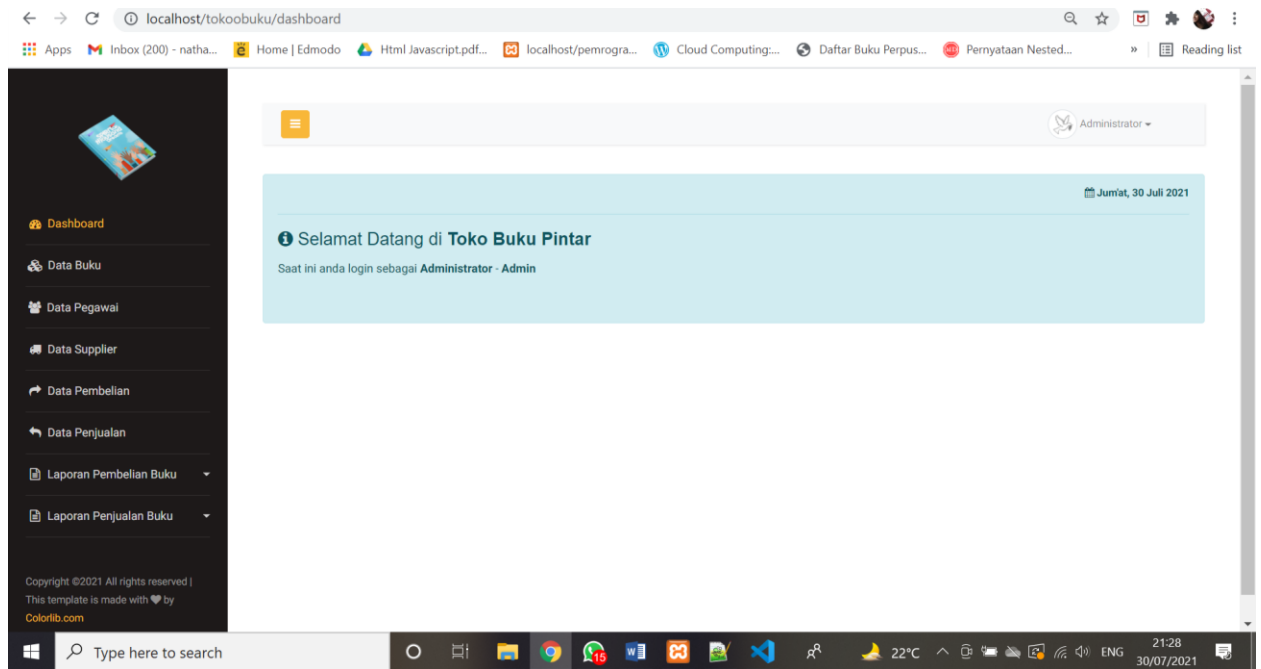 localhost/tokoobuku/dashboard
Apps Inbox (200) - natha... Home | Edmodo Html Javascript.pdf... localhost/pemrogra... Cloud Computing:... Daftar Buku Perpus... Pernyataan Nested... » Reading list
Administrator
Jum'at, 30 Juli 2021
Selamat Datang di Toko Buku Pintar
Saat ini anda login sebagai Administrator - Admin
Dashboard
Data Buku
Data Pegawai
Data Supplier
Data Pembelian
Data Penjualan
Laporan Pembelian Buku
Laporan Penjualan Buku
Copyright ©2021 All rights reserved |
This template is made with ♥ by
Colorlib.com
Type here to search
15
22°C ENG
21:28
30/07/2021